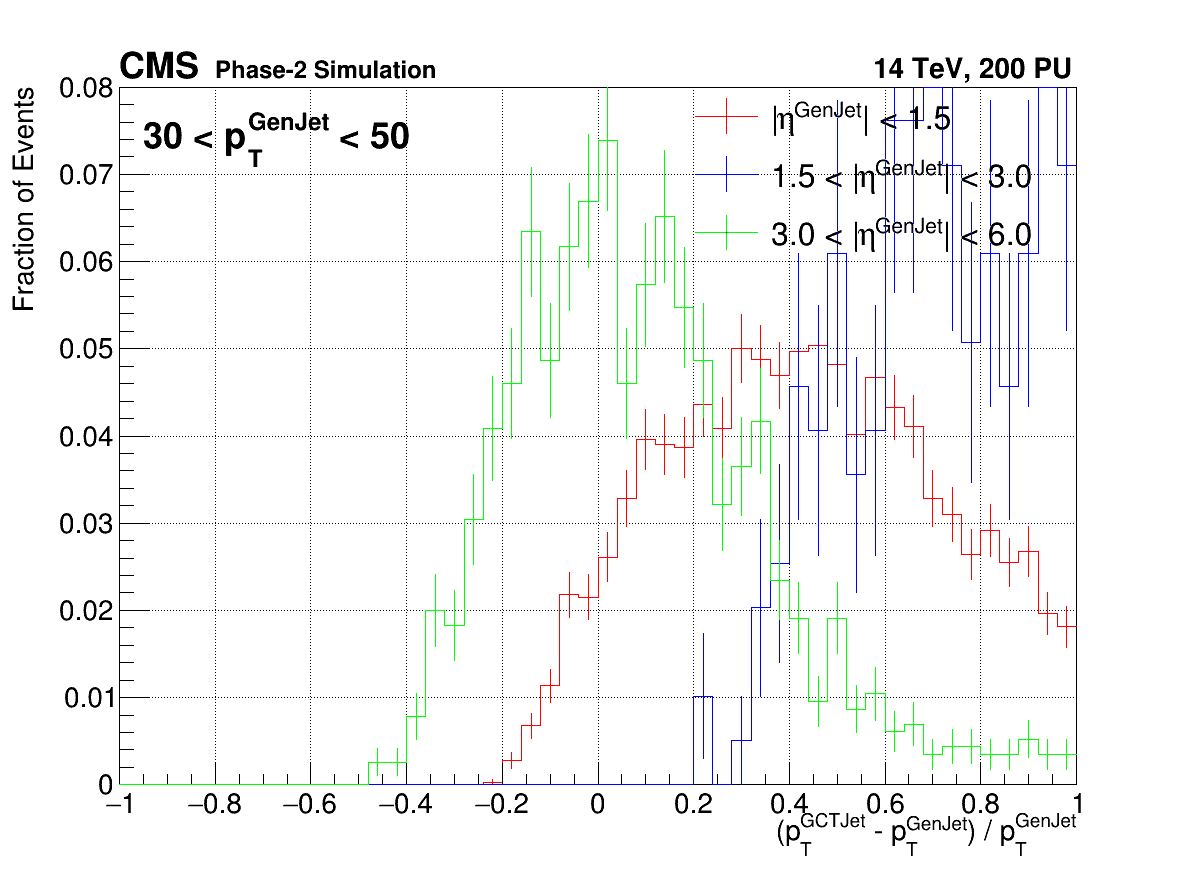 CMS Phase-2 Simulation 14 TeV, 200 PU
Fraction of Events
30 < p_T^GenJet < 50
|η^GenJet| < 1.5
1.5 < |η^GenJet| < 3.0
3.0 < |η^GenJet| < 6.0
0.08
0.07
0.06
0.05
0.04
0.03
0.02
0.01
0
−1 −0.8 −0.6 −0.4 −0.2 0 0.2 0.4 0.6 0.8 1
(p_T^GCTJet - p_T^GenJet) / p_T^GenJet